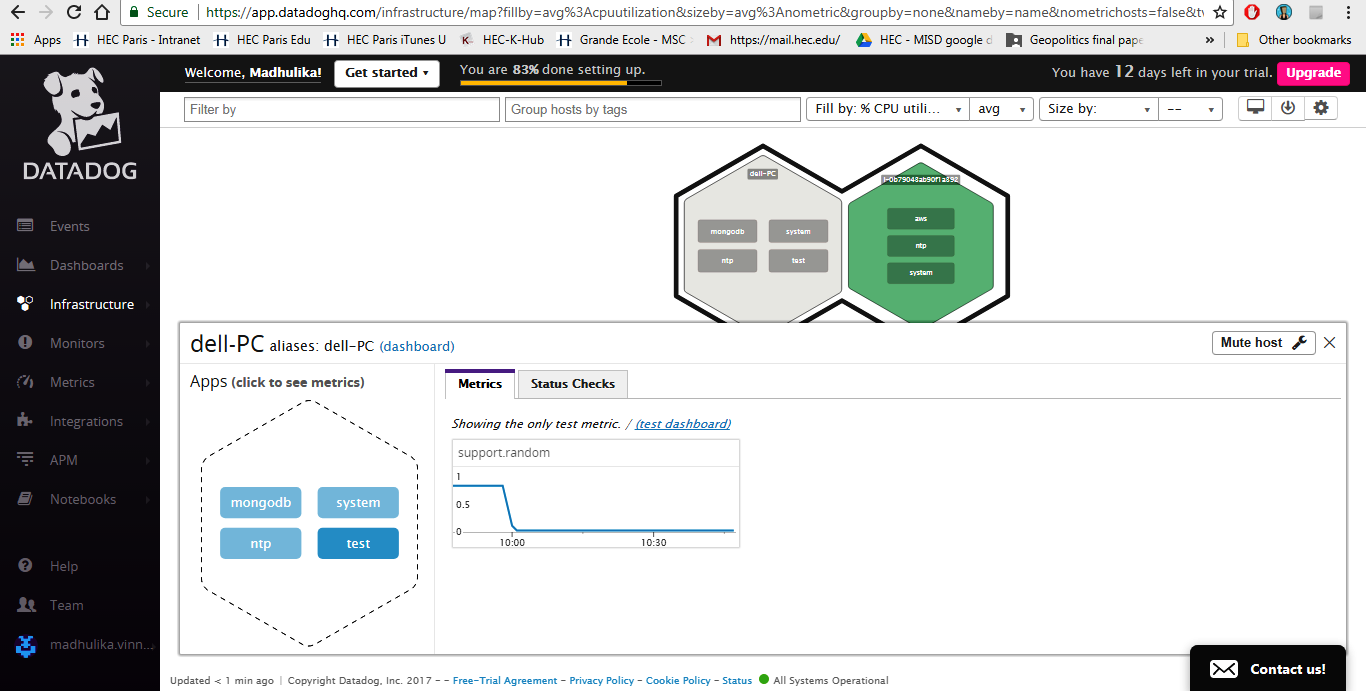 Secure https://app.datadoghq.com/infrastructure/map?fillby=avg%3Acpuutilization&sizeby=avg%3Anometric&groupby=none&nameby=name&nometrichosts=false&tv
Apps HEC Paris - Intranet HEC Paris Edu HEC Paris iTunes U HEC-K-Hub Grande Ecole - MSC https://mail.hec.edu/ HEC - MISD google d Geopolitics final pape » Other bookmarks
DATADOG
Events
Dashboards
Infrastructure
Monitors
Metrics
Integrations
APM
Notebooks
Help
Team
madhulika.vinn...
Welcome, Madhulika! Get started You are 83% done setting up. You have 12 days left in your trial. Upgrade
Filter by Group hosts by tags Fill by: % CPU utili... avg Size by: --
dell-PC
mongodb system
ntp test
i-0b79048ab90f1a892
aws
ntp
system
dell-PC aliases: dell-PC (dashboard) Mute host
Apps (click to see metrics)
mongodb system
ntp test
Metrics Status Checks
Showing the only test metric. / (test dashboard)
support.random
1
0.5
0
10:00 10:30
Updated < 1 min ago | Copyright Datadog, Inc. 2017 - - Free-Trial Agreement - Privacy Policy - Cookie Policy - Status All Systems Operational
Contact us!